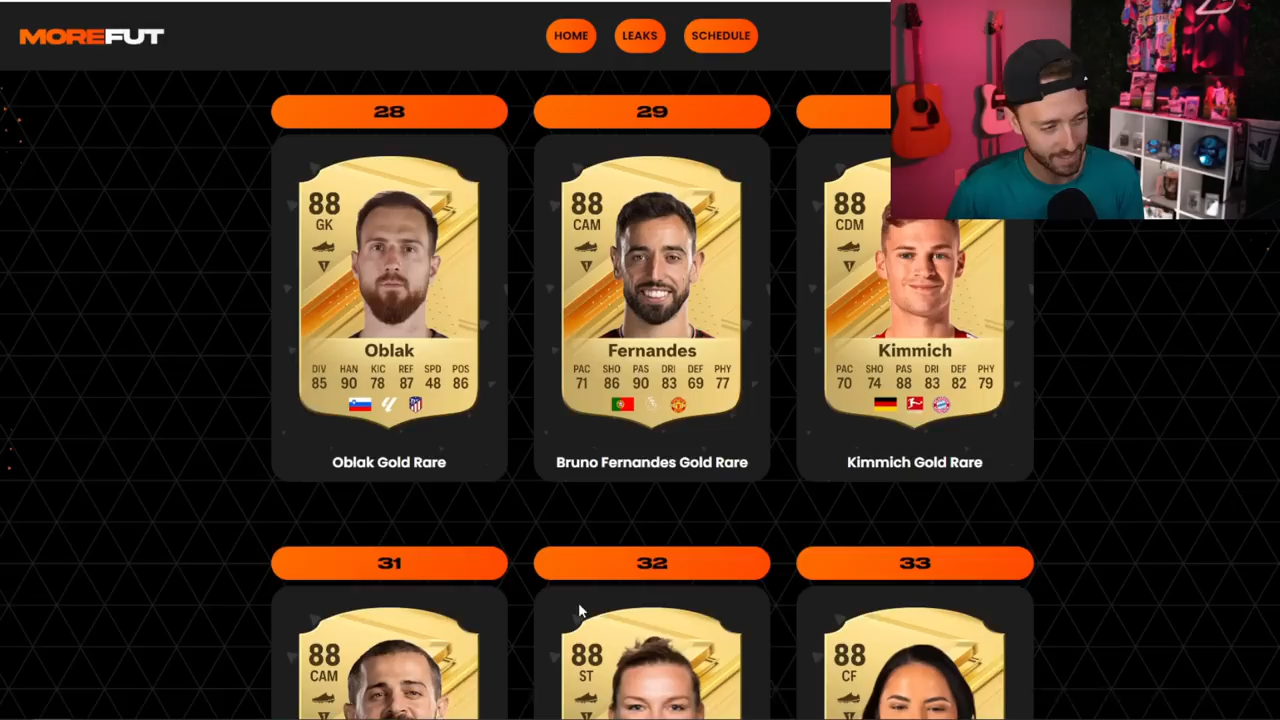 MOREFUT
HOME LEAKS SCHEDULE
28 29
88 GK
Oblak
DIV HAN KIC REF SPD POS
85 90 78 87 48 86
Oblak Gold Rare
88 CAM
Fernandes
PAC SHO PAS DRI DEF PHY
71 86 90 83 69 77
Bruno Fernandes Gold Rare
88 CDM
Kimmich
PAC SHO PAS DRI DEF PHY
70 74 88 83 82 79
Kimmich Gold Rare
31 32 33
88 CAM
88 ST
88 CF